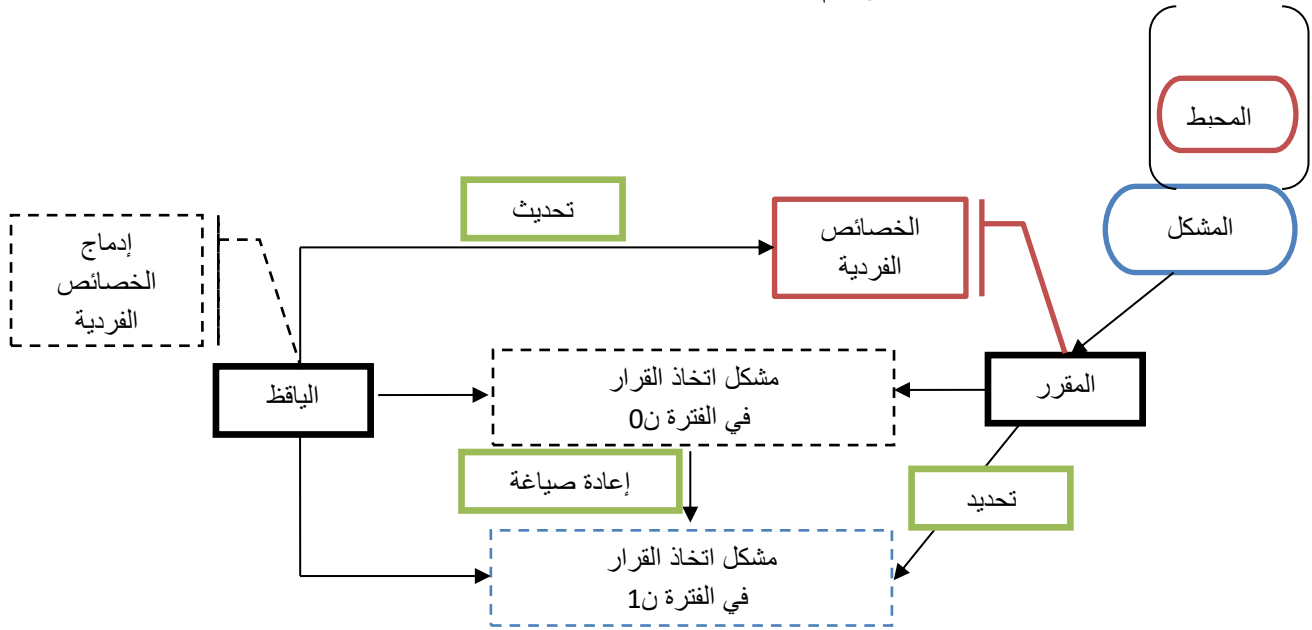 المحبط
المشكل
تحديث
الخصائص
الفردية
إدماج
الخصائص
الفردية
المقرر
مشكل اتخاذ القرار
في الفترة ن0
الياقظ
إعادة صياغة
تحديد
مشكل اتخاذ القرار
في الفترة ن1